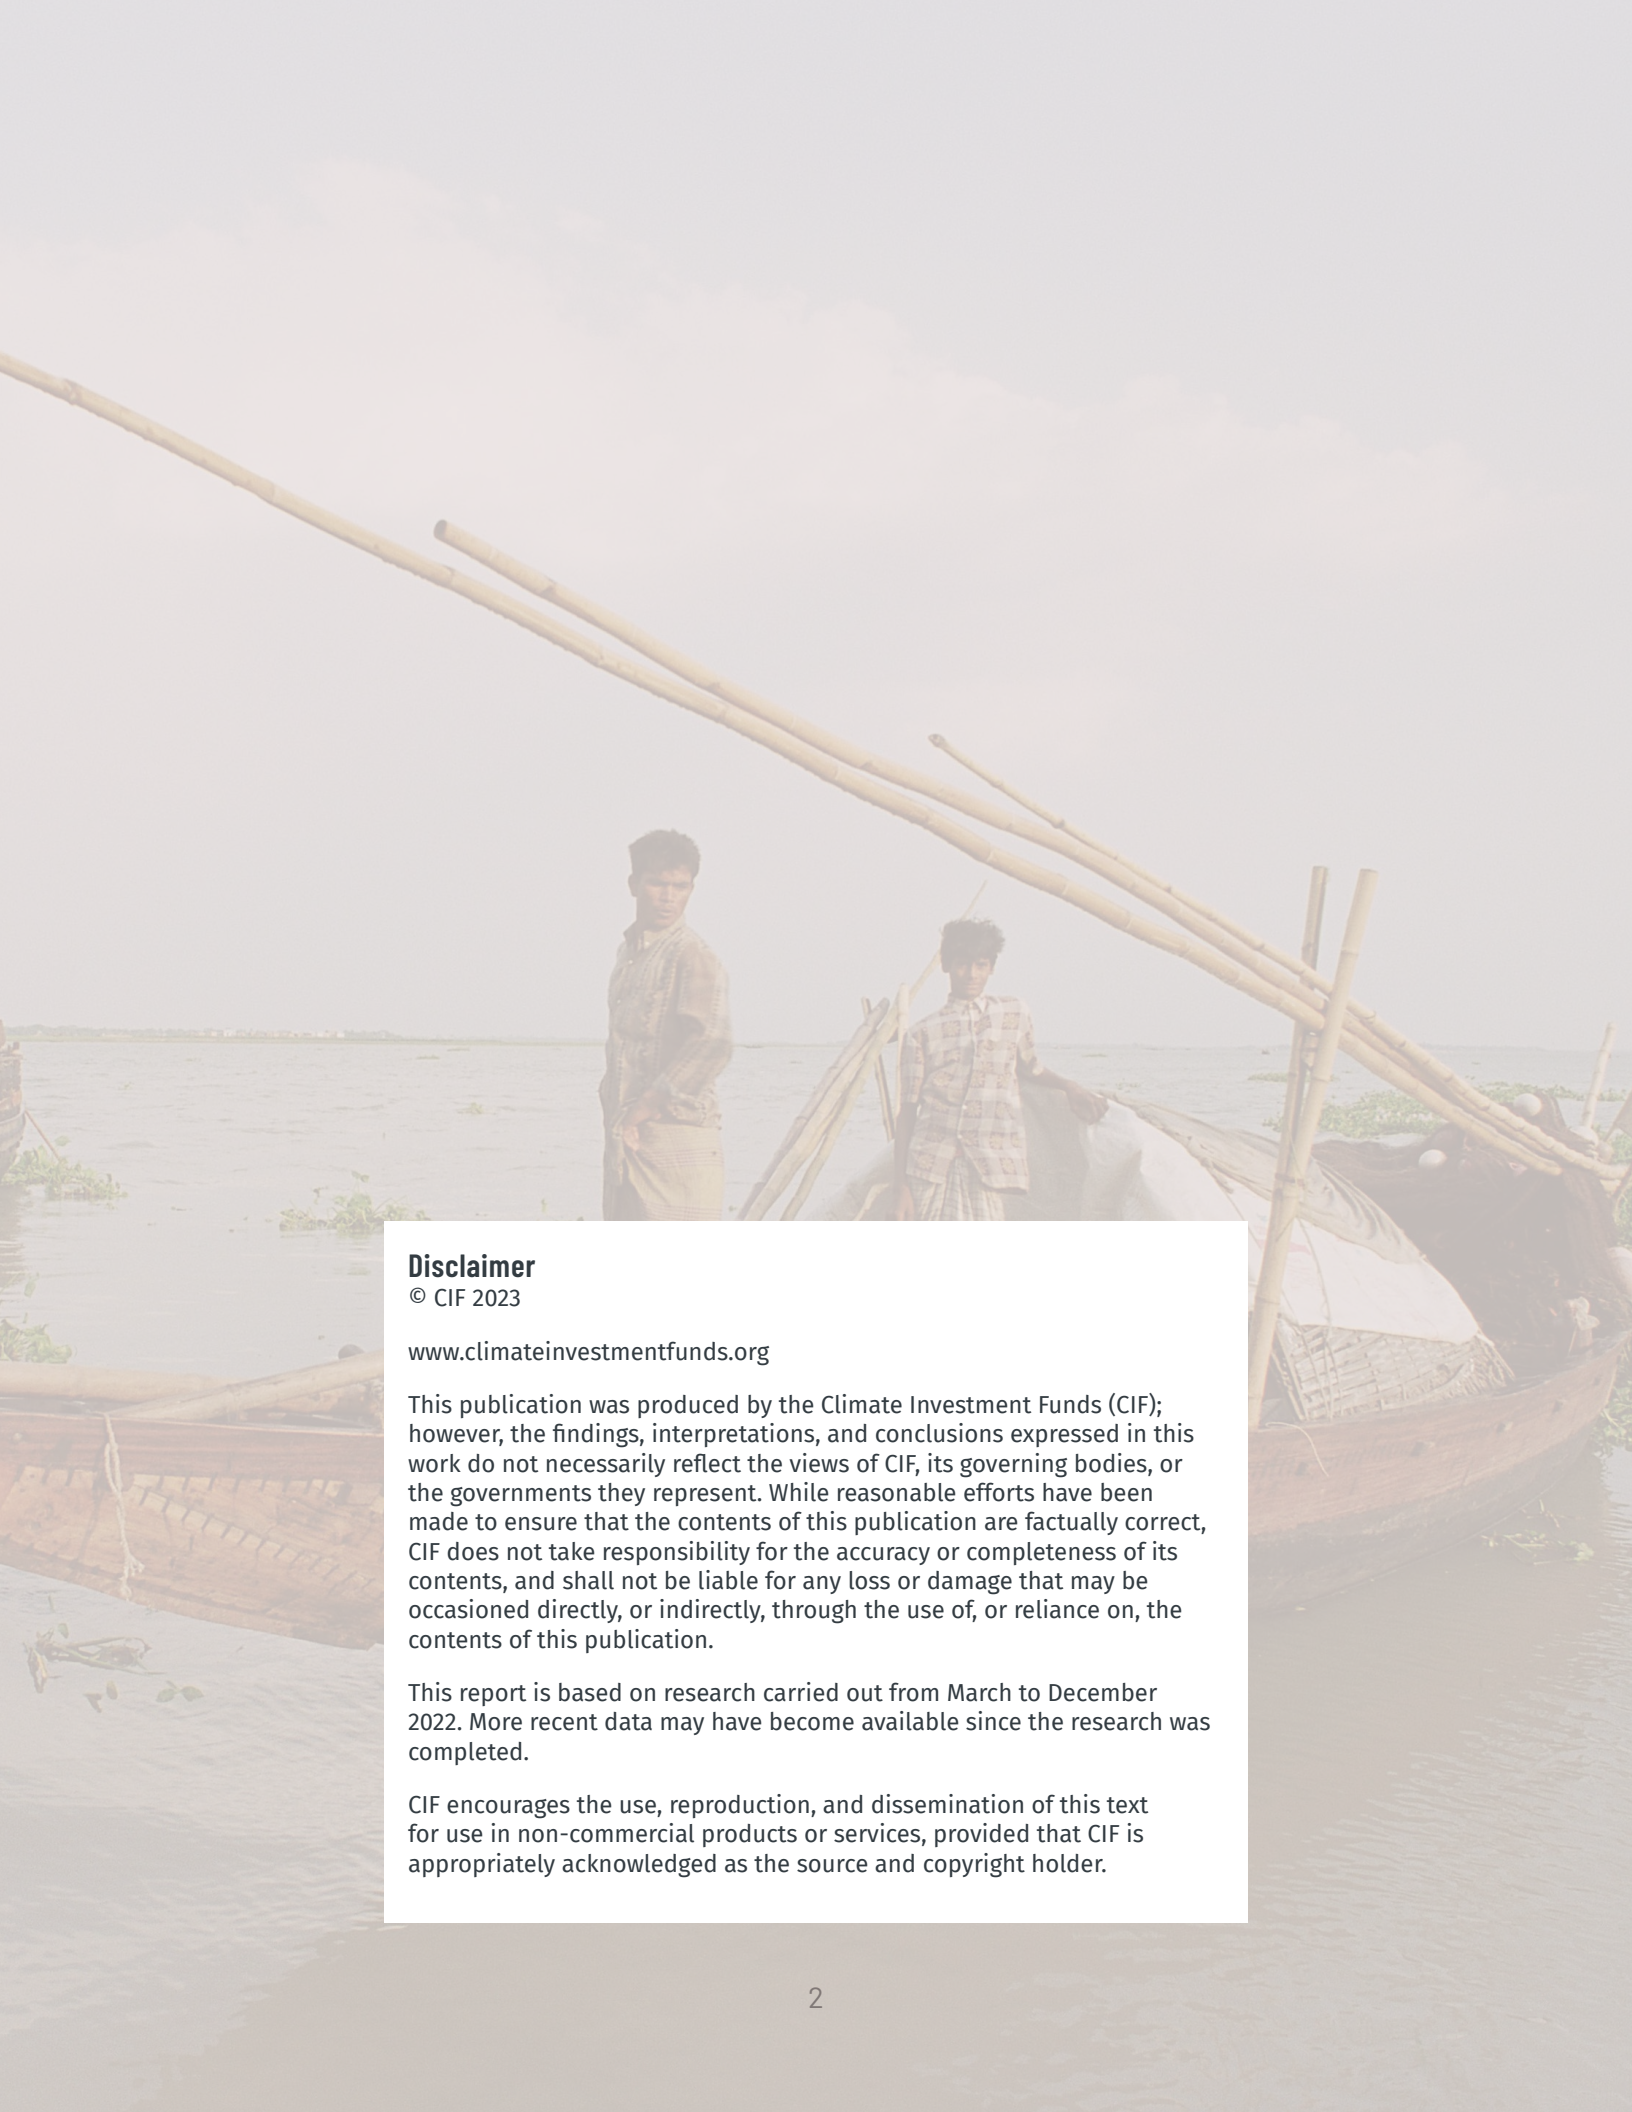 Disclaimer
© CIF 2023
www.climateinvestmentfunds.org
This publication was produced by the Climate Investment Funds (CIF);
however, the findings, interpretations, and conclusions expressed in this
work do not necessarily reflect the views of CIF, its governing bodies, or
the governments they represent. While reasonable efforts have been
made to ensure that the contents of this publication are factually correct,
CIF does not take responsibility for the accuracy or completeness of its
contents, and shall not be liable for any loss or damage that may be
occasioned directly, or indirectly, through the use of, or reliance on, the
contents of this publication.
This report is based on research carried out from March to December
2022. More recent data may have become available since the research was
completed.
CIF encourages the use, reproduction, and dissemination of this text
for use in non-commercial products or services, provided that CIF is
appropriately acknowledged as the source and copyright holder.
2